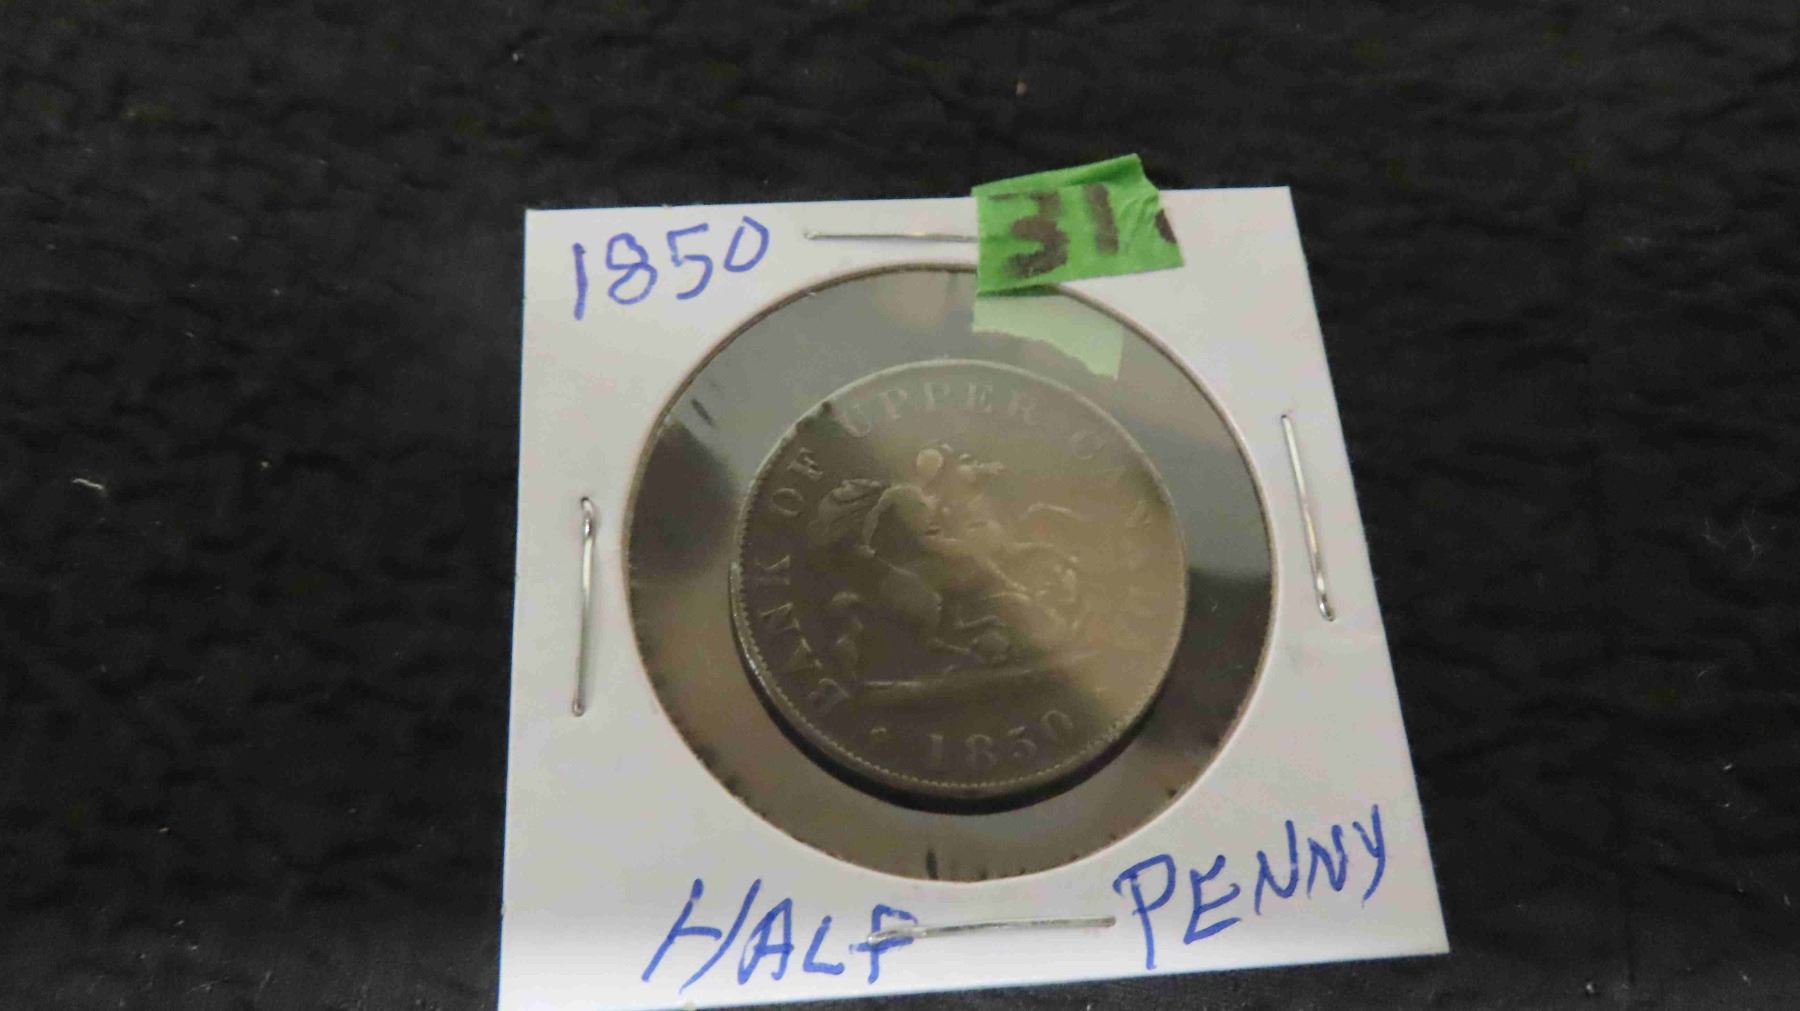 1850
31
BANK OF UPPER CANADA
1850
HALF PENNY